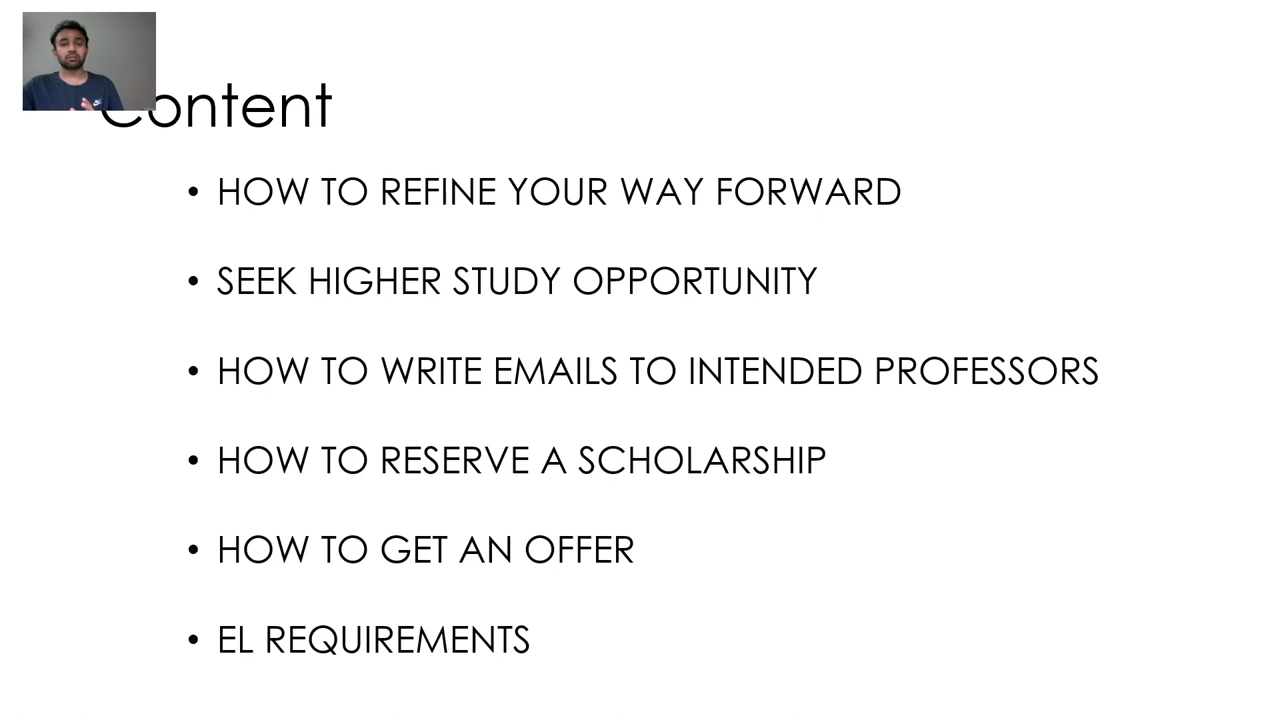 Content
• HOW TO REFINE YOUR WAY FORWARD
• SEEK HIGHER STUDY OPPORTUNITY
• HOW TO WRITE EMAILS TO INTENDED PROFESSORS
• HOW TO RESERVE A SCHOLARSHIP
• HOW TO GET AN OFFER
• EL REQUIREMENTS